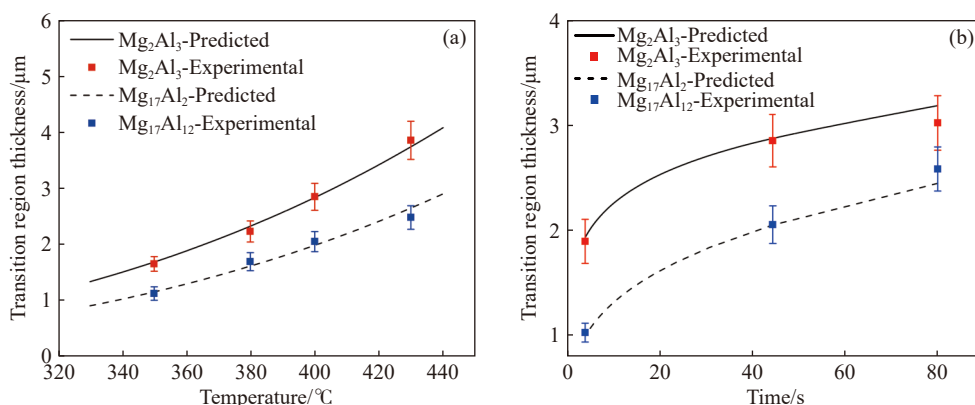 (a)
Mg₂Al₃-Predicted
Mg₂Al₃-Experimental
Mg₁₇Al₂-Predicted
Mg₁₇Al₁₂-Experimental
Transition region thickness/μm
6
5
4
3
2
1
0
320 340 360 380 400 420 440
Temperature/℃
(b)
Mg₂Al₃-Predicted
Mg₂Al₃-Experimental
Mg₁₇Al₂-Predicted
Mg₁₇Al₁₂-Experimental
Transition region thickness/μm
4
3
2
1
0 20 40 60 80
Time/s